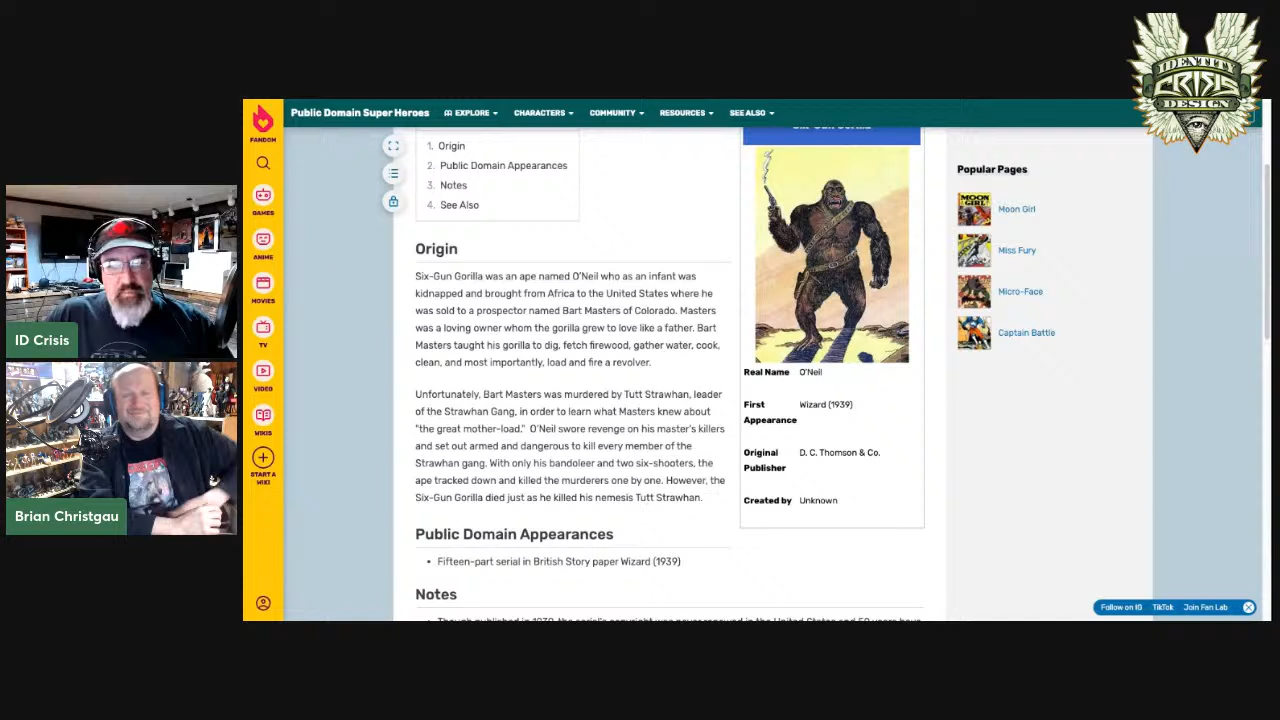 IDENTITY
CRISIS
DESIGN
Public Domain Super Heroes
EXPLORE
CHARACTERS
COMMUNITY
RESOURCES
SEE ALSO
FANDOM
GAMES
ANIME
MOVIES
TV
VIDEO
WIKIS
START A
WIKI
1. Origin
2. Public Domain Appearances
3. Notes
4. See Also
Origin
Six-Gun Gorilla was an ape named O'Neil who as an infant was
kidnapped and brought from Africa to the United States where he
was sold to a prospector named Bart Masters of Colorado. Masters
was a loving owner whom the gorilla grew to love like a father. Bart
Masters taught his gorilla to dig, fetch firewood, gather water, cook,
clean, and most importantly, load and fire a revolver.
Unfortunately, Bart Masters was murdered by Tutt Strawhan, leader
of the Strawhan Gang, in order to learn what Masters knew about
"the great mother-load." O'Neil swore revenge on his master's killers
and set out armed and dangerous to kill every member of the
Strawhan gang. With only his bandoleer and two six-shooters, the
ape tracked down and killed the murderers one by one. However, the
Six-Gun Gorilla died just as he killed his nemesis Tutt Strawhan.
Public Domain Appearances
• Fifteen-part serial in British Story paper Wizard (1939)
Notes
Six-Gun Gorilla
Real Name O'Neil
First Wizard (1939)
Appearance
Original D. C. Thomson & Co.
Publisher
Created by Unknown
Popular Pages
MOON
GIRL
Moon Girl
Miss Fury
Micro-Face
Captain Battle
Follow on IG TikTok Join Fan Lab
ID Crisis
Brian Christgau